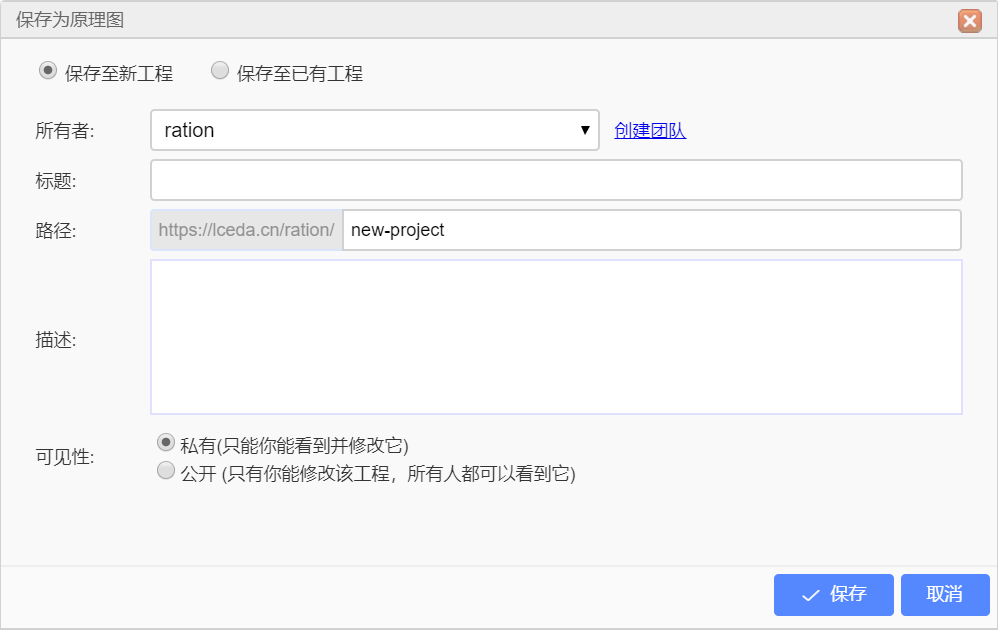 保存为原理图
保存至新工程 保存至已有工程
所有者: ration 创建团队
标题:
路径: https://lceda.cn/ration/ new-project
描述:
可见性: 私有(只能你能看到并修改它)
公开 (只有你能修改该工程，所有人都可以看到它)
保存 取消